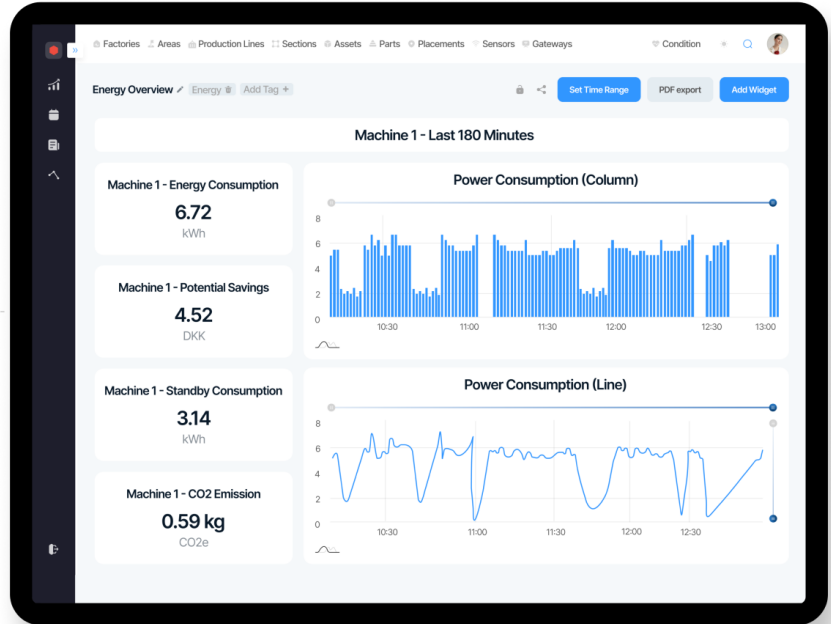 Factories Areas Production Lines Sections Assets Parts Placements Sensors Gateways Condition
Energy Overview Energy Add Tag + Set Time Range PDF export Add Widget
Machine 1 - Last 180 Minutes
Machine 1 - Energy Consumption
6.72
kWh
Machine 1 - Potential Savings
4.52
DKK
Machine 1 - Standby Consumption
3.14
kWh
Machine 1 - CO2 Emission
0.59 kg
CO2e
Power Consumption (Column)
8
6
4
2
0
10:30 11:00 11:30 12:00 12:30 13:00
Power Consumption (Line)
8
6
4
2
0
10:30 11:00 11:30 12:00 12:30